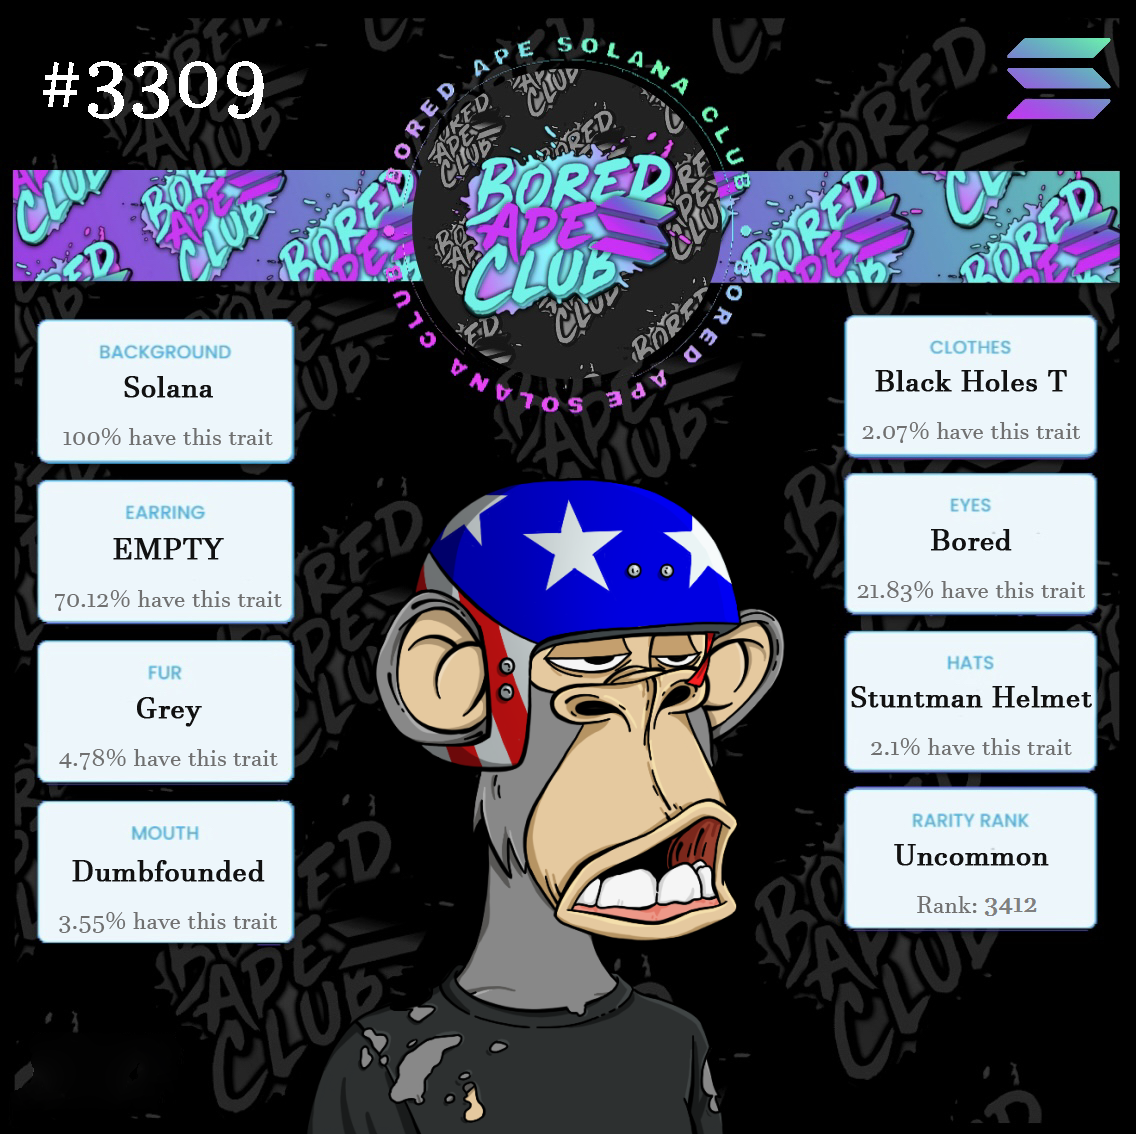 #3309
BORED APE SOLANA CLUB
BORED APE SOLANA CLUB
BORED
APE
CLUB
BACKGROUND
Solana
100% have this trait
EARRING
EMPTY
70.12% have this trait
FUR
Grey
4.78% have this trait
MOUTH
Dumbfounded
3.55% have this trait
CLOTHES
Black Holes T
2.07% have this trait
EYES
Bored
21.83% have this trait
HATS
Stuntman Helmet
2.1% have this trait
RARITY RANK
Uncommon
Rank: 3412